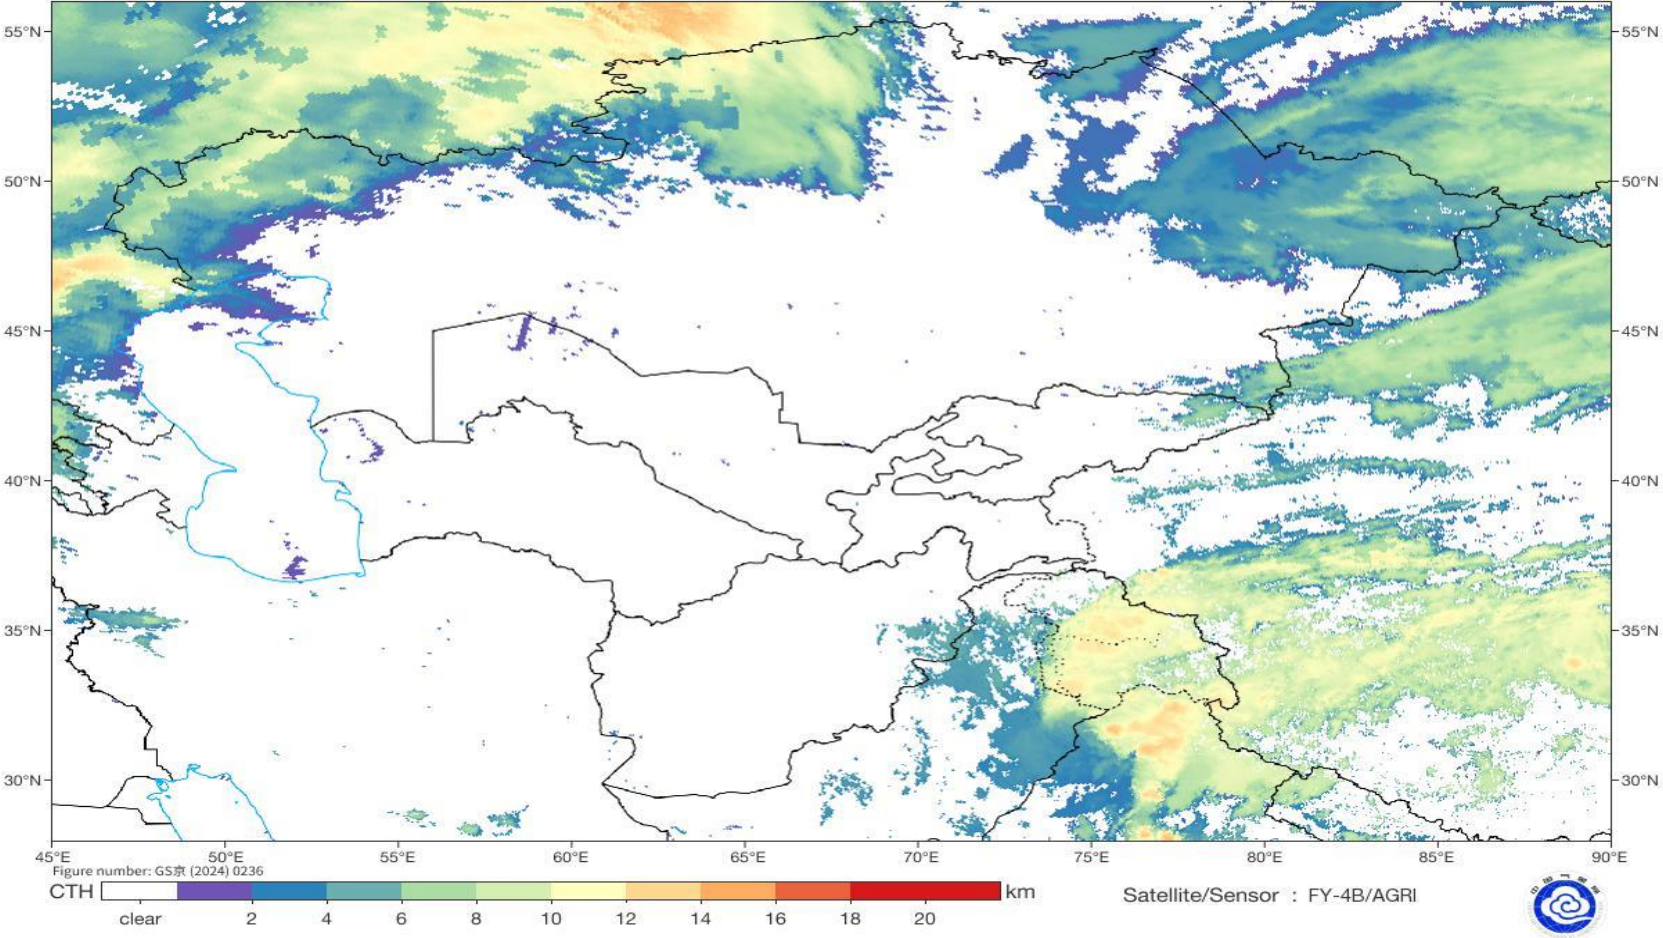 55°N 55°N
50°N 50°N
45°N 45°N
40°N 40°N
35°N 35°N
30°N 30°N
45°E 50°E 55°E 60°E 65°E 70°E 75°E 80°E 85°E 90°E
Figure number: GS京 (2024) 0236
CTH km
clear 2 4 6 8 10 12 14 16 18 20
Satellite/Sensor : FY-4B/AGRI